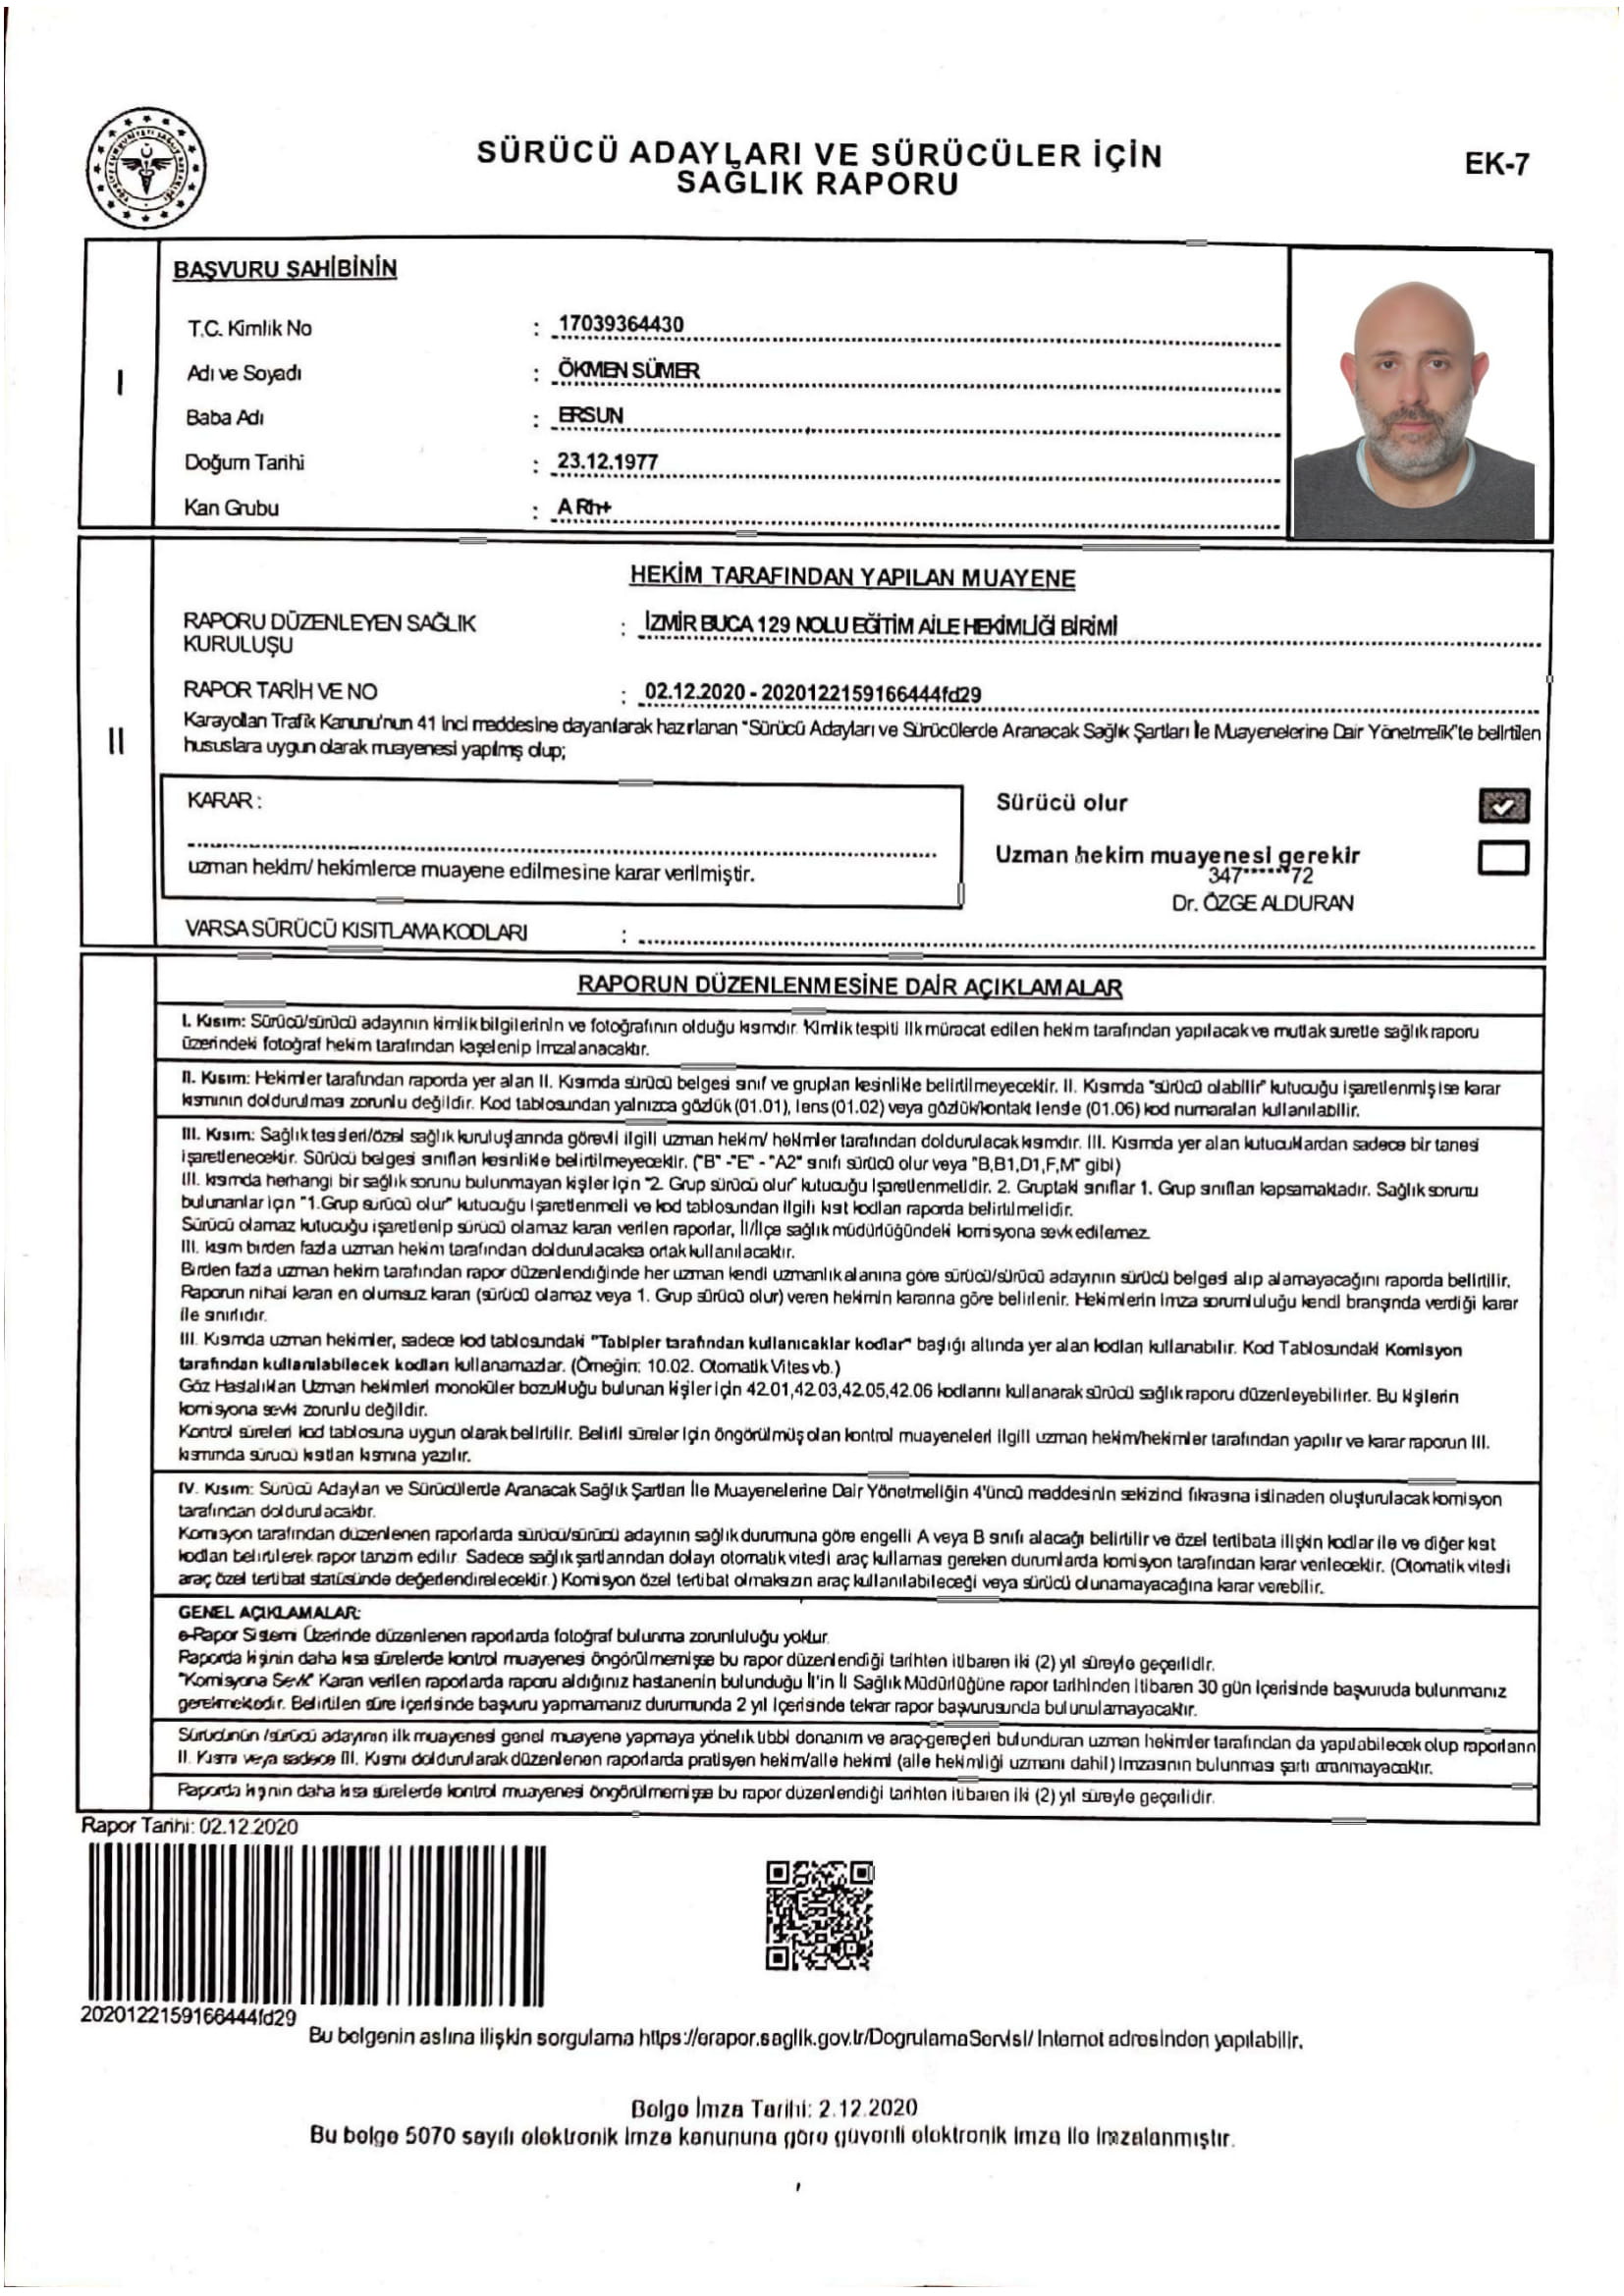 SÜRÜCÜ ADAYLARI VE SÜRÜCÜLER İÇİN
SAĞLIK RAPORU
EK-7
BAŞVURU SAHİBİNİN
T.C. Kimlik No : 17039364430
Adı ve Soyadı : ÖKMEN SÜMER
Baba Adı : ERSUN
Doğum Tarihi : 23.12.1977
Kan Grubu : A Rh+
I
HEKİM TARAFINDAN YAPILAN MUAYENE
RAPORU DÜZENLEYEN SAĞLIK
KURULUŞU : İZMİR BUCA 129 NOLU EĞİTİM AİLE HEKİMLİĞİ BİRİMİ
RAPOR TARİH VE NO : 02.12.2020 - 2020122159166444fd29
Karayolları Trafik Kanunu'nun 41 inci maddesine dayanılarak hazırlanan "Sürücü Adayları ve Sürücülerde Aranacak Sağlık Şartları İle Muayenelerine Dair Yönetmelik"te belirtilen
hususlara uygun olarak muayenesi yapılmış olup;
II
KARAR :
uzman hekim/ hekimlerce muayene edilmesine karar verilmiştir.
Sürücü olur
Uzman hekim muayenesi gerekir
347******72
Dr. ÖZGE ALDURAN
VARSA SÜRÜCÜ KISITLAMA KODLARI :
RAPORUN DÜZENLENMESİNE DAİR AÇIKLAMALAR
I. Kısım: Sürücü/sürücü adayının kimlik bilgilerinin ve fotoğrafının olduğu kısımdır. Kimlik tespiti ilk müracat edilen hekim tarafından yapılacak ve mutlak suretle sağlık raporu
üzerindeki fotoğraf hekim tarafından kaşelenip imzalanacaktır.
II. Kısım: Hekimler tarafından raporda yer alan II. Kısımda sürücü belgesi sınıf ve grupları kesinlikle belirtilmeyecektir. II. Kısımda "sürücü olabilir" kutucuğu işaretlenmiş ise karar
kısmının doldurulması zorunlu değildir. Kod tablosundan yalnızca gözlük (01.01), lens (01.02) veya gözlük/kontakt lensle (01.06) kod numaraları kullanılabilir.
III. Kısım: Sağlık tesisleri/özel sağlık kuruluşlarında görevli ilgili uzman hekim/ hekimler tarafından doldurulacak kısımdır. III. Kısımda yer alan kutucuklardan sadece bir tanesi
işaretlenecektir. Sürücü belgesi sınıfları kesinlikle belirtilmeyecektir. ("B" -"E" - "A2" sınıfı sürücü olur veya "B,B1,D1,F,M" gibi)
III. kısımda herhangi bir sağlık sorunu bulunmayan kişiler için "2. Grup sürücü olur" kutucuğu işaretlenmelidir. 2. Gruptaki sınıflar 1. Grup sınıfları kapsamaktadır. Sağlık sorunu
bulunanlar için "1.Grup sürücü olur" kutucuğu işaretlenmeli ve kod tablosundan ilgili kısıt kodları raporda belirtilmelidir.
Sürücü olamaz kutucuğu işaretlenip sürücü olamaz kararı verilen raporlar, İl/İlçe sağlık müdürlüğündeki komisyona sevk edilemez.
III. kısım birden fazla uzman hekim tarafından doldurulacaksa ortak kullanılacaktır.
Birden fazla uzman hekim tarafından rapor düzenlendiğinde her uzman kendi uzmanlık alanına göre sürücü/sürücü adayının sürücü belgesi alıp alamayacağını raporda belirtilir.
Raporun nihai kararı en olumsuz kararı (sürücü olamaz veya 1. Grup sürücü olur) veren hekimin kararına göre belirlenir. Hekimlerin imza sorumluluğu kendi branşında verdiği karar
ile sınırlıdır.
III. Kısımda uzman hekimler, sadece kod tablosundaki "Tabipler tarafından kullanıcaklar kodlar" başlığı altında yer alan kodları kullanabilir. Kod Tablosundaki Komisyon
tarafından kullanılabilecek kodları kullanamazlar. (Örneğin: 10.02. Otomatik Vites vb.)
Göz Hastalıkları Uzman hekimleri monoküler bozukluğu bulunan kişiler için 42.01,42.03,42.05,42.06 kodlarını kullanarak sürücü sağlık raporu düzenleyebilirler. Bu kişilerin
komisyona sevki zorunlu değildir.
Kontrol süreleri kod tablosuna uygun olarak belirtilir. Belirli süreler için öngörülmüş olan kontrol muayeneleri ilgili uzman hekim/hekimler tarafından yapılır ve karar raporun III.
kısmında sürücü kısıtları kısmına yazılır.
IV. Kısım: Sürücü Adayları ve Sürücülerde Aranacak Sağlık Şartları İle Muayenelerine Dair Yönetmeliğin 4'üncü maddesinin sekizinci fıkrasına istinaden oluşturulacak komisyon
tarafından doldurulacaktır.
Komisyon tarafından düzenlenen raporlarda sürücü/sürücü adayının sağlık durumuna göre engelli A veya B sınıfı alacağı belirtilir ve özel tertibata ilişkin kodlar ile ve diğer kısıt
kodları belirtilerek rapor tanzim edilir. Sadece sağlık şartlarından dolayı otomatik vitesli araç kullaması gereken durumlarda komisyon tarafından karar verilecektir. (Otomatik vitesli
araç özel tertibat statüsünde değerlendirelecektir.) Komisyon özel tertibat olmaksızın araç kullanılabileceği veya sürücü olunamayacağına karar verebilir.
GENEL AÇIKLAMALAR:
e-Rapor Sistemi Üzerinde düzenlenen raporlarda fotoğraf bulunma zorunluluğu yoktur.
Raporda kişinin daha kısa sürelerde kontrol muayenesi öngörülmemişse bu rapor düzenlendiği tarihten itibaren iki (2) yıl süreyle geçerlidir.
"Komisyona Sevk" Kararı verilen raporlarda raporu aldığınız hastanenin bulunduğu İl'in İl Sağlık Müdürlüğüne rapor tarihinden itibaren 30 gün içerisinde başvuruda bulunmanız
gerekmektedir. Belirtilen süre içerisinde başvuru yapmamanız durumunda 2 yıl içerisinde tekrar rapor başvurusunda bulunulamayacaktır.
Sürücünün /sürücü adayının ilk muayenesi genel muayene yapmaya yönelik tıbbi donanım ve araç-gereçleri bulunduran uzman hekimler tarafından da yapılabilecek olup raporların
II. Kısmı veya sadece III. Kısmı doldurularak düzenlenen raporlarda pratisyen hekim/aile hekimi (aile hekimliği uzmanı dahil) imzasının bulunması şartı aranmayacaktır.
Raporda kişinin daha kısa sürelerde kontrol muayenesi öngörülmemişse bu rapor düzenlendiği tarihten itibaren iki (2) yıl süreyle geçerlidir.
Rapor Tarihi: 02.12.2020
2020122159166444fd29
Bu belgenin aslına ilişkin sorgulama https://erapor.saglik.gov.tr/DogrulamaServisi/ İnternet adresinden yapılabilir.
Belge İmza Tarihi: 2.12.2020
Bu belge 5070 sayılı elektronik imza kanununa göre güvenli elektronik imza ile imzalanmıştır.